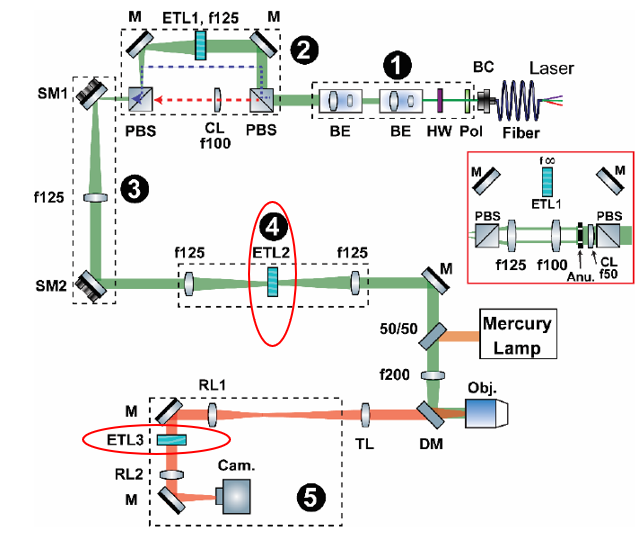 M
ETL1, f125
M
2
1
BC
Laser
SM1
PBS
CL
f100
PBS
BE
BE
HW
Pol
Fiber
3
f125
M
f∞
ETL1
M
PBS
PBS
f125
f100
Anu.
CL
f50
4
f125
ETL2
f125
SM2
M
50/50
Mercury
Lamp
f200
Obj.
RL1
M
ETL3
TL
DM
RL2
Cam.
M
5